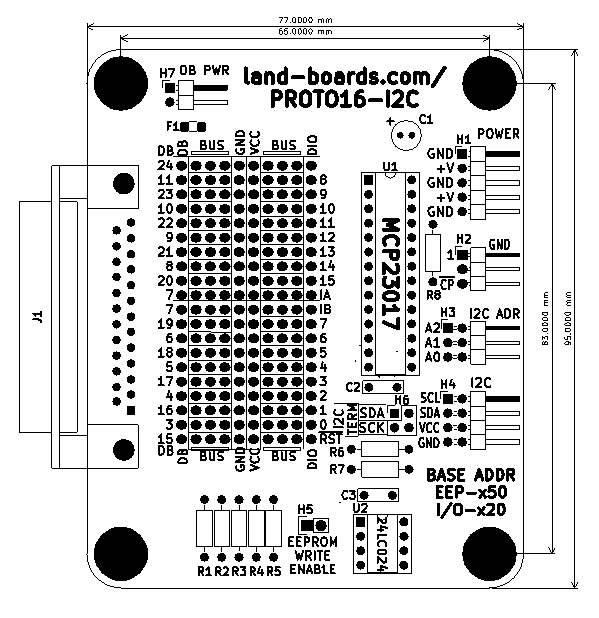 77.0000 mm
65.0000 mm
H7 OB PWR
land-boards.com/
PROTO16-I2C
F1
+ C1
POWER
H1
GND
+V
GND
+V
GND
DB DB BUS GND VCC BUS DIO
24
11 8
23 9
10 10
22 11
9 12
21 13
8 14
20 15
7 IA
7 IB
19 7
6 6
18 5
5 4
17 3
4 2
16 1
3 0
15 RST
DB DB BUS GND VCC BUS DIO
U1
MCP23017
R8
H2 GND
1
CP
H3 I2C ADR
A2
A1
A0
H4 I2C
SCL
SDA
VCC
GND
C2
H6
I2C
TERM
SDA
SCK
R6
R7
J1
83.0000 mm
95.0000 mm
BASE ADDR
EEP-x50
I/O-x20
C3
U2
24LC024
H5
EEPROM
WRITE
ENABLE
R1 R2 R3 R4 R5